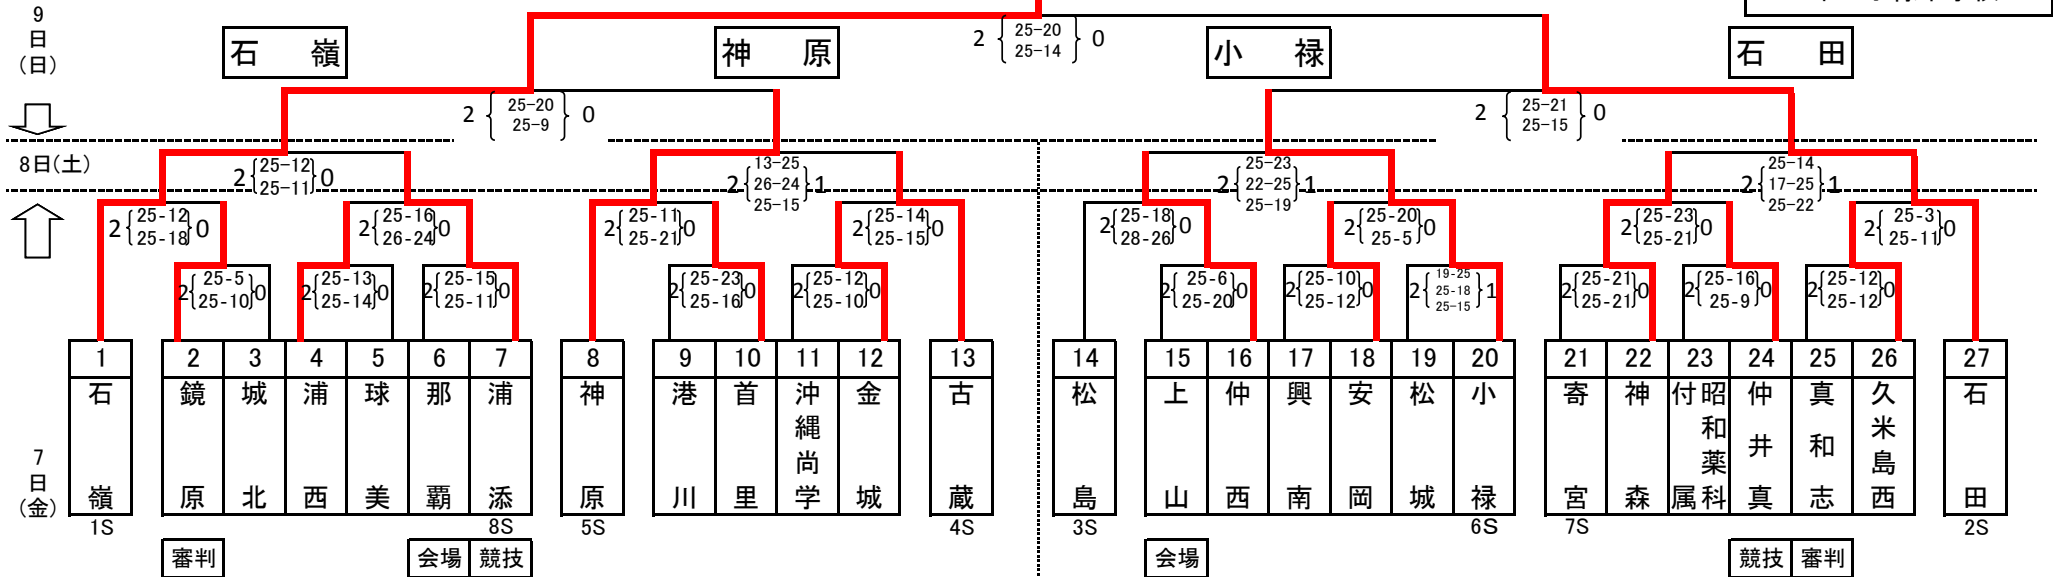 9
日
(日)
石 嶺
神 原
小 禄
石 田
2 25-20 0
25-14
2 25-20 0
25-9
2 25-21 0
25-15
8日(土)
2 25-12 0
25-11
13-25
2 26-24 1
25-15
25-23
2 22-25 1
25-19
25-14
2 17-25 1
25-22
2 25-12 0
25-18
2 25-16 0
26-24
2 25-11 0
25-21
2 25-14 0
25-15
2 25-18 0
28-26
2 25-20 0
25-5
2 25-23 0
25-21
2 25-3 0
25-11
2 25-5 0
25-10
2 25-13 0
25-14
2 25-15 0
25-11
2 25-23 0
25-16
2 25-12 0
25-10
2 25-6 0
25-20
2 25-10 0
25-12
19-25
2 25-18 1
25-15
2 25-21 0
25-21
2 25-16 0
25-9
2 25-12 0
25-12
1 2 3 4 5 6 7 8 9 10 11 12 13 14 15 16 17 18 19 20 21 22 23 24 25 26 27
石嶺
鏡原
城北
浦西
球美
那覇
浦添
神原
港川
首里
沖縄尚学
金城
古蔵
松島
上山
仲西
興南
安岡
松城
小禄
寄宮
神森
昭和薬科
付属
仲井真
真和志
久米島西
石田
7
日
(金)
1S 8S 5S 4S 3S 6S 7S 2S
審判 会場 競技 会場 競技 審判